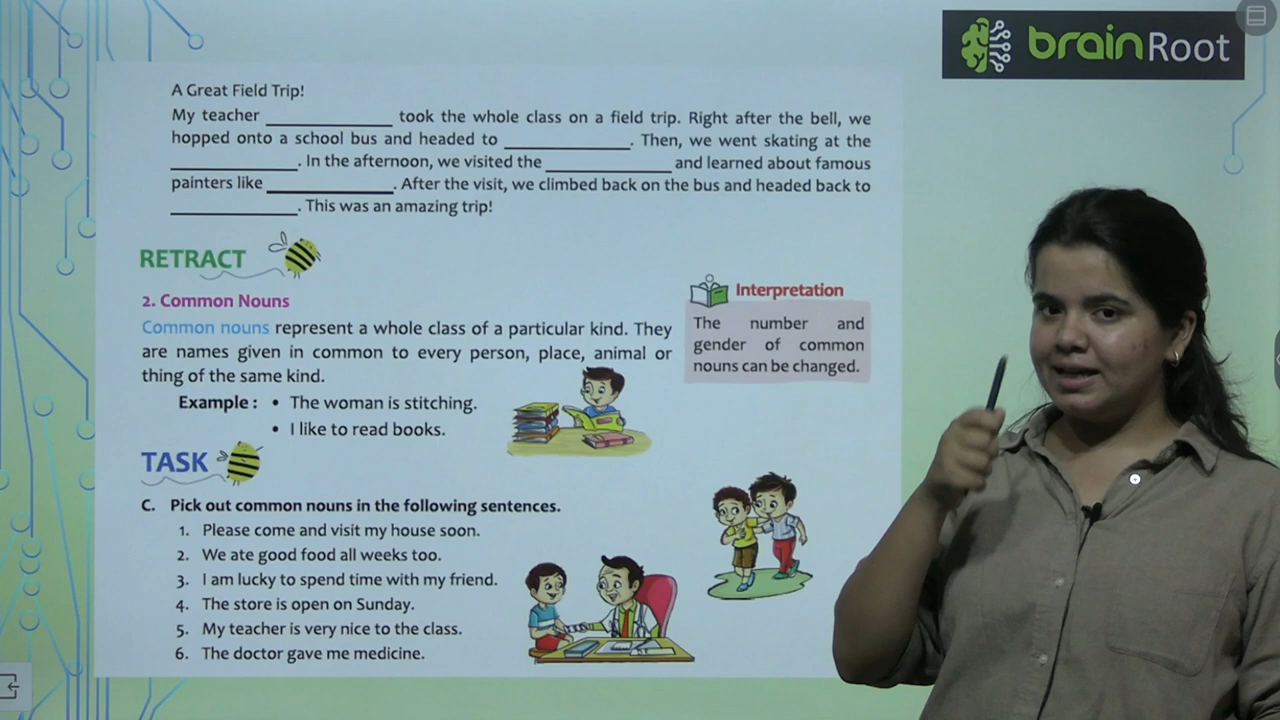 brainRoot
A Great Field Trip!
My teacher ____________ took the whole class on a field trip. Right after the bell, we
hopped onto a school bus and headed to ____________. Then, we went skating at the
____________. In the afternoon, we visited the ____________ and learned about famous
painters like ____________. After the visit, we climbed back on the bus and headed back to
____________. This was an amazing trip!
RETRACT
2. Common Nouns
Common nouns represent a whole class of a particular kind. They
are names given in common to every person, place, animal or
thing of the same kind.
Example : • The woman is stitching.
• I like to read books.
Interpretation
The number and
gender of common
nouns can be changed.
TASK
C. Pick out common nouns in the following sentences.
1. Please come and visit my house soon.
2. We ate good food all weeks too.
3. I am lucky to spend time with my friend.
4. The store is open on Sunday.
5. My teacher is very nice to the class.
6. The doctor gave me medicine.